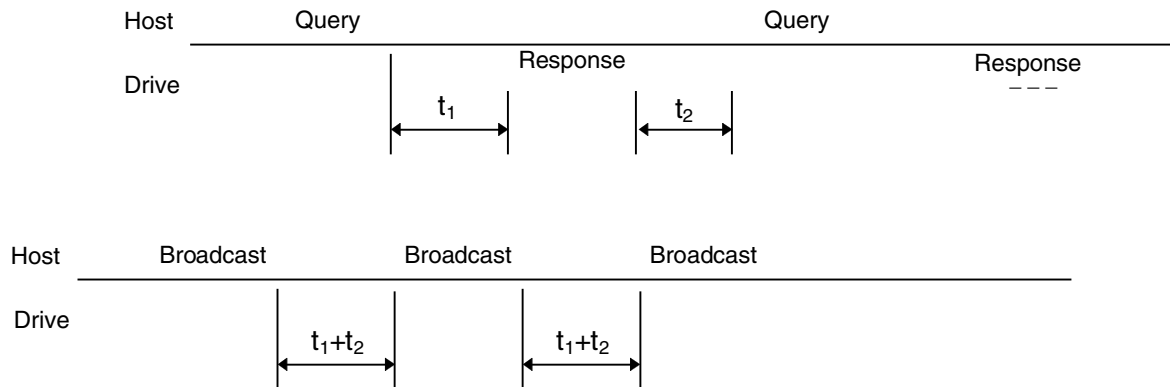 Host Query Query
Response Response
Drive
t₁ t₂
Host Broadcast Broadcast Broadcast
Drive
t₁+t₂ t₁+t₂